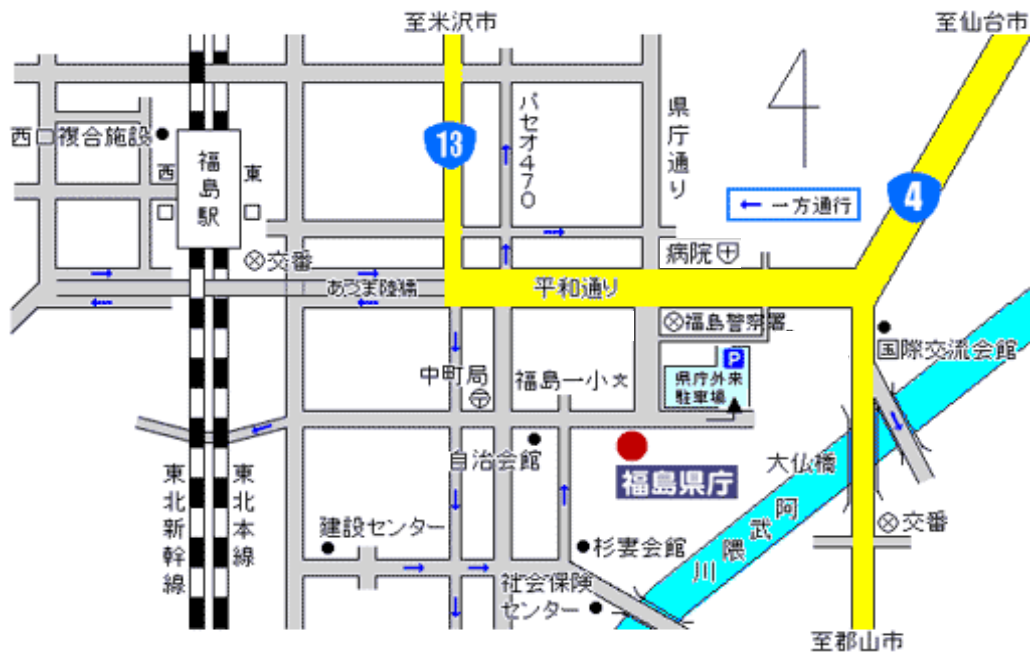 至米沢市
至仙台市
13
パセオ470
県庁通り
4
西口複合施設
西口
福島駅
東口
一方通行
病院
交番
あづま陸橋
平和通り
福島警察署
国際交流会館
中町局
福島一小
文
P
県庁外来
駐車場
自治会館
福島県庁
大仏橋
東北新幹線
東北本線
建設センター
杉妻会館
阿武隈川
交番
社会保険
センター
至郡山市